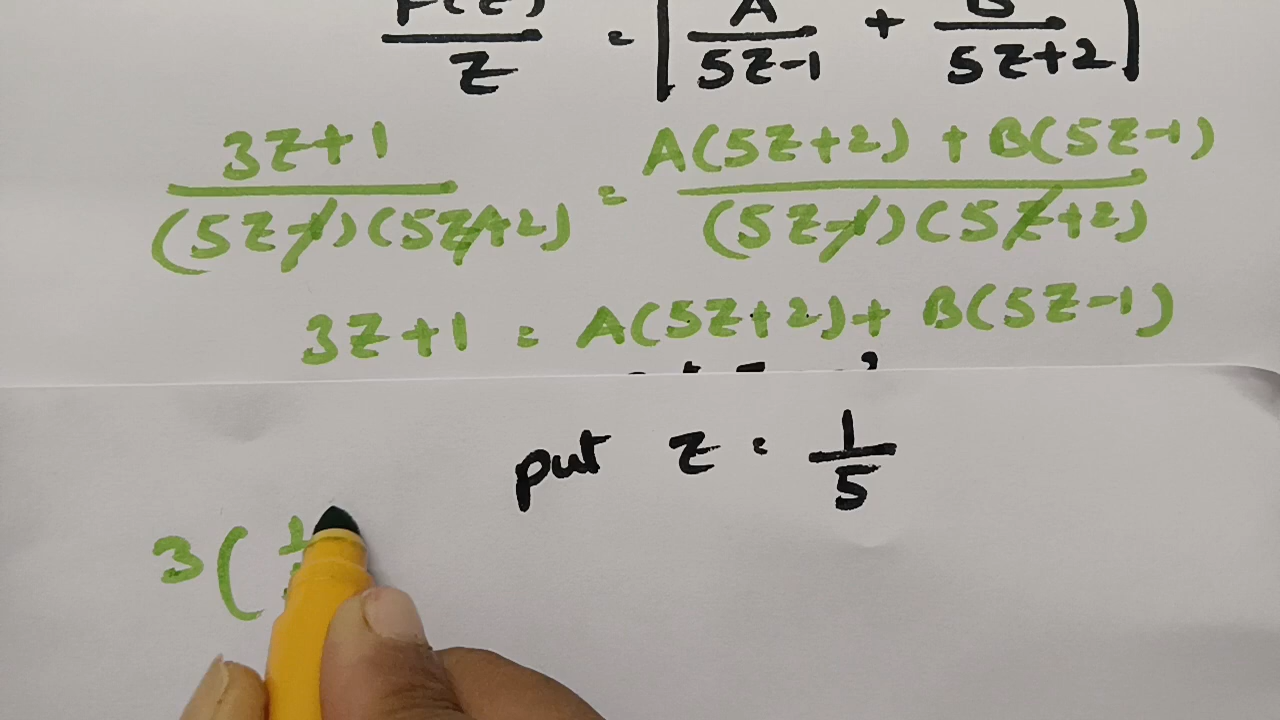 F(Z)/Z = [A/(5Z-1) + B/(5Z+2)]
(3Z+1)/((5Z-1)(5Z+2)) = (A(5Z+2) + B(5Z-1))/((5Z-1)(5Z+2))
3Z+1 = A(5Z+2) + B(5Z-1)
put Z = 1/5
3(1